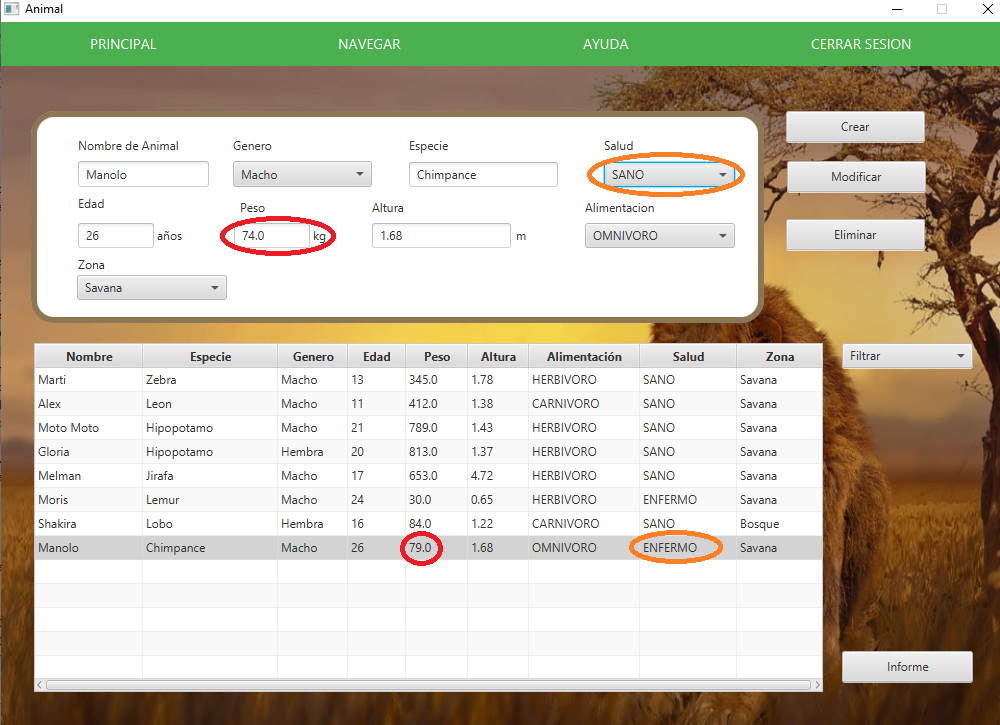 Animal
PRINCIPAL NAVEGAR AYUDA CERRAR SESION
Nombre de Animal Genero Especie Salud
Manolo Macho Chimpance SANO
Edad Peso Altura Alimentacion
26 años 74.0 kg 1.68 m OMNIVORO
Zona
Savana
Crear
Modificar
Eliminar
Filtrar
Nombre Especie Genero Edad Peso Altura Alimentación Salud Zona
Marti Zebra Macho 13 345.0 1.78 HERBIVORO SANO Savana
Alex Leon Macho 11 412.0 1.38 CARNIVORO SANO Savana
Moto Moto Hipopotamo Macho 21 789.0 1.43 HERBIVORO SANO Savana
Gloria Hipopotamo Hembra 20 813.0 1.37 HERBIVORO SANO Savana
Melman Jirafa Macho 17 653.0 4.72 HERBIVORO SANO Savana
Moris Lemur Macho 24 30.0 0.65 HERBIVORO ENFERMO Savana
Shakira Lobo Hembra 16 84.0 1.22 CARNIVORO SANO Bosque
Manolo Chimpance Macho 26 79.0 1.68 OMNIVORO ENFERMO Savana
Informe